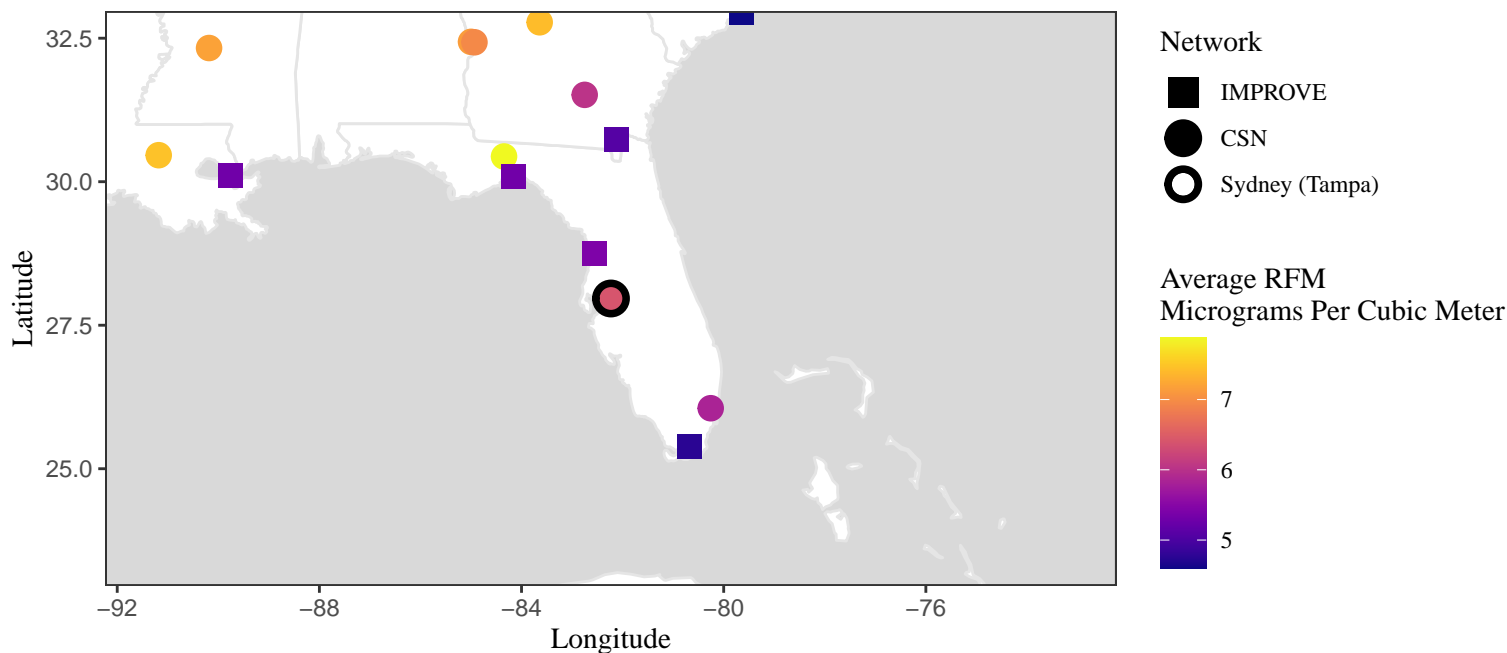 32.5
30.0
27.5
25.0
Latitude
−92
−88
−84
−80
−76
Longitude
Network
IMPROVE
CSN
Sydney (Tampa)
Average RFM
Micrograms Per Cubic Meter
7
6
5